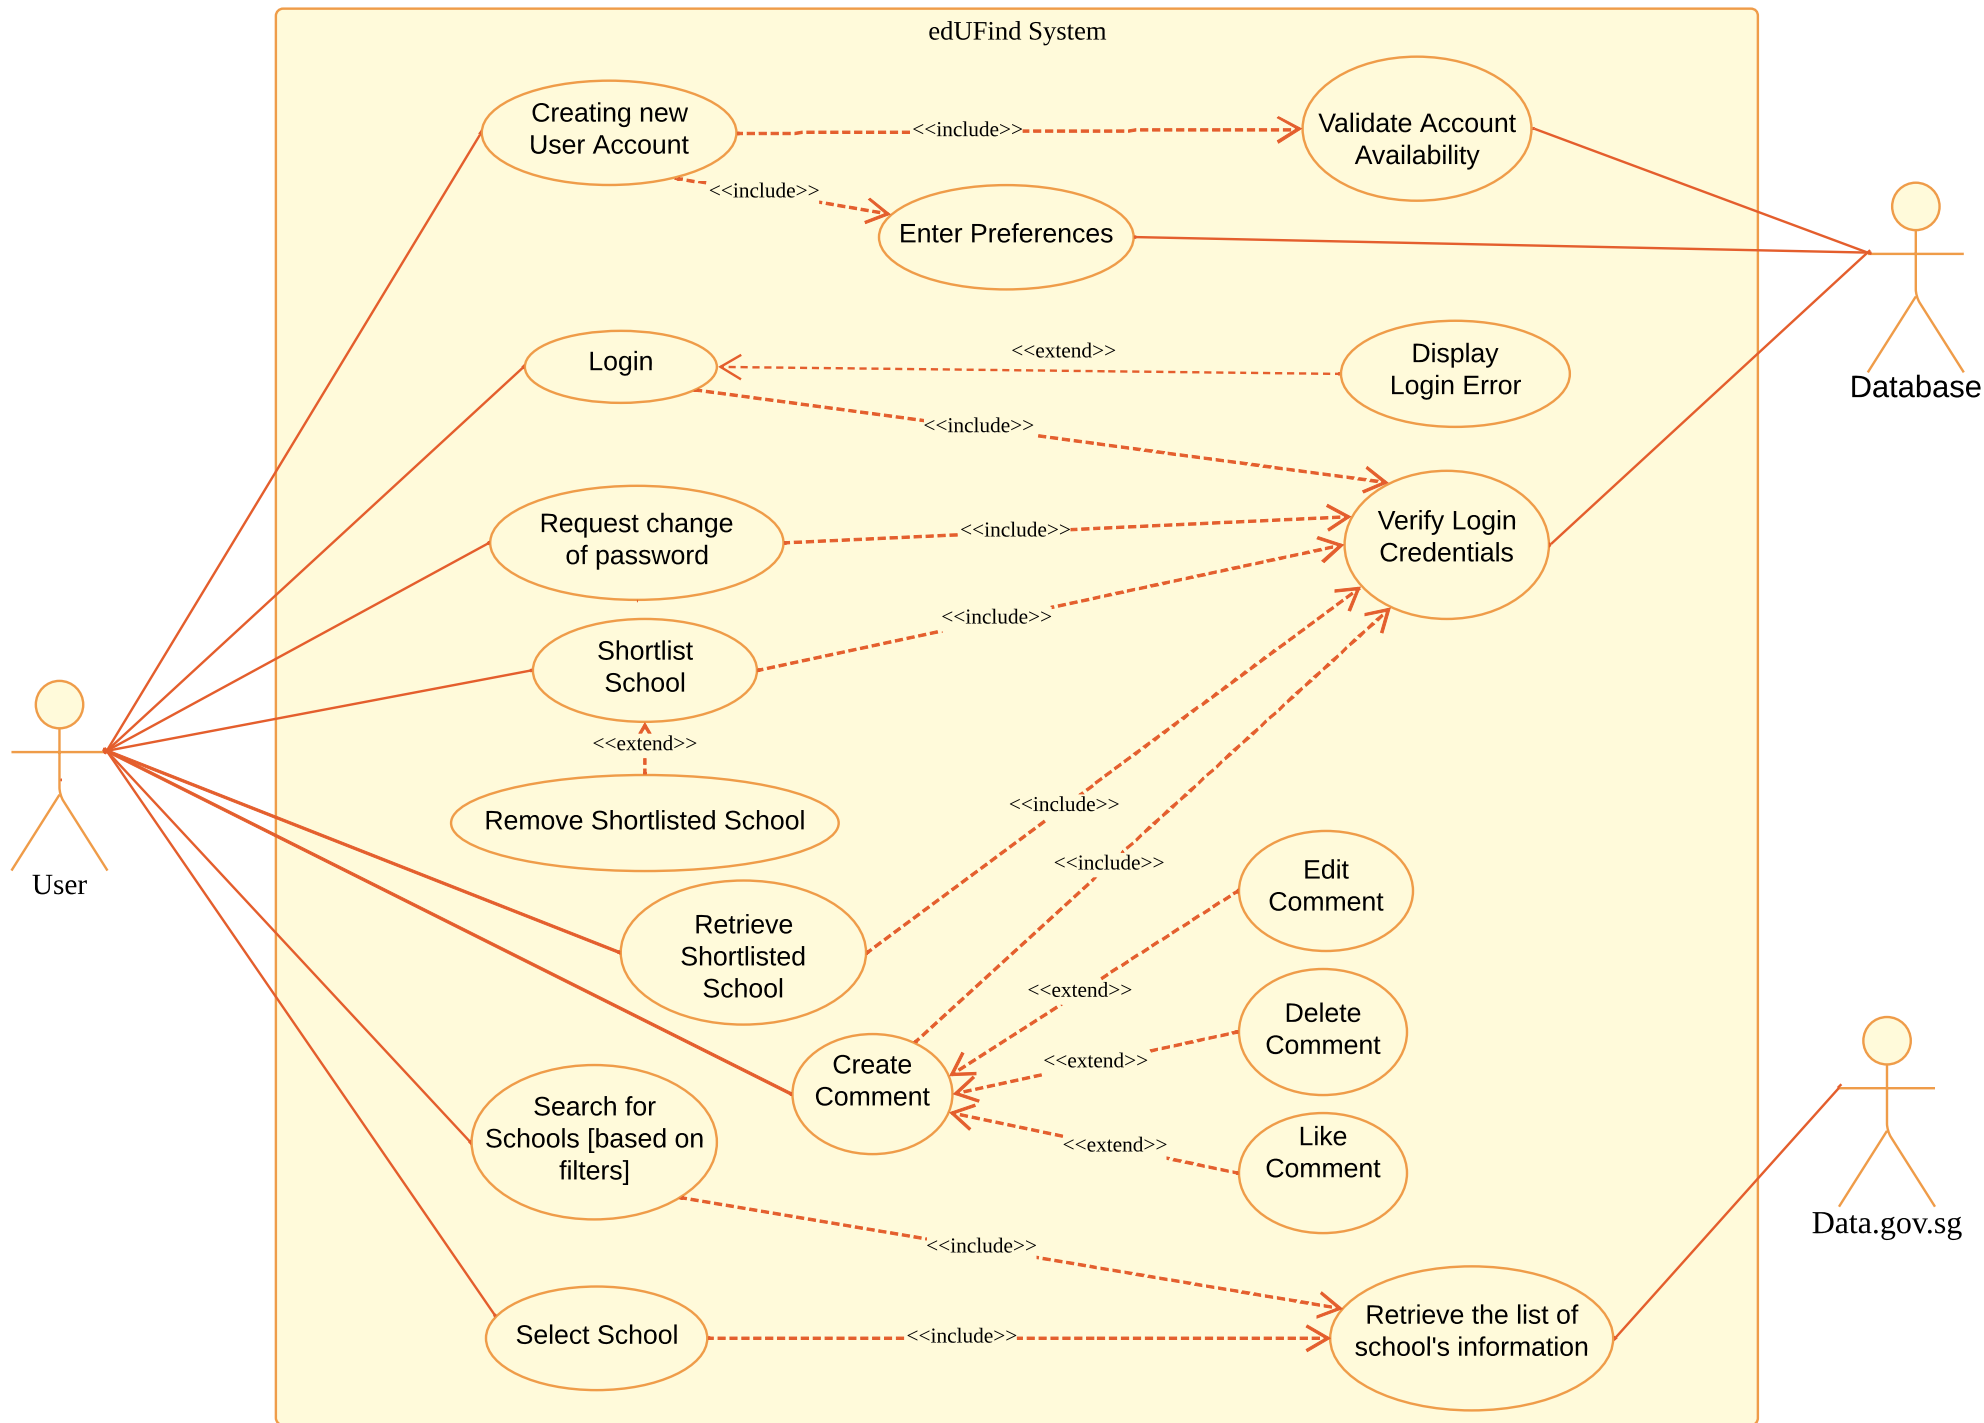 edUFind System
Creating new
User Account
<<include>>
Validate Account
Availability
<<include>>
Enter Preferences
Login
<<extend>>
Display
Login Error
Database
<<include>>
Request change
of password
<<include>>
Verify Login
Credentials
<<include>>
Shortlist
School
<<extend>>
Remove Shortlisted School
<<include>>
<<include>>
User
Retrieve
Shortlisted
School
Edit
Comment
<<extend>>
Delete
Comment
<<extend>>
Create
Comment
Like
Comment
<<extend>>
Search for
Schools [based on
filters]
Data.gov.sg
<<include>>
Select School
<<include>>
Retrieve the list of
school's information